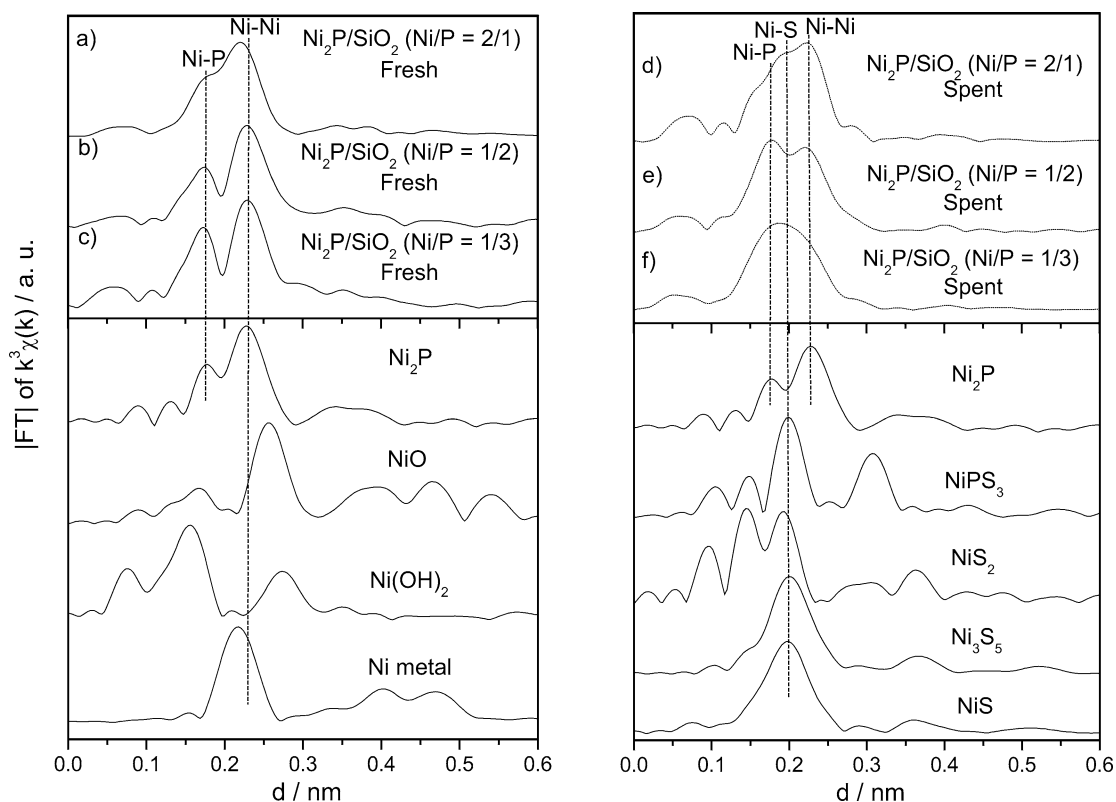 |FT| of k³χ(k) / a. u.
a)
Ni-P
Ni-Ni
Ni₂P/SiO₂ (Ni/P = 2/1)
Fresh
b)
Ni₂P/SiO₂ (Ni/P = 1/2)
Fresh
c)
Ni₂P/SiO₂ (Ni/P = 1/3)
Fresh
Ni₂P
NiO
Ni(OH)₂
Ni metal
0.0 0.1 0.2 0.3 0.4 0.5 0.6
d / nm
Ni-S
Ni-P
Ni-Ni
d)
Ni₂P/SiO₂ (Ni/P = 2/1)
Spent
e)
Ni₂P/SiO₂ (Ni/P = 1/2)
Spent
f)
Ni₂P/SiO₂ (Ni/P = 1/3)
Spent
Ni₂P
NiPS₃
NiS₂
Ni₃S₅
NiS
0.0 0.1 0.2 0.3 0.4 0.5 0.6
d / nm